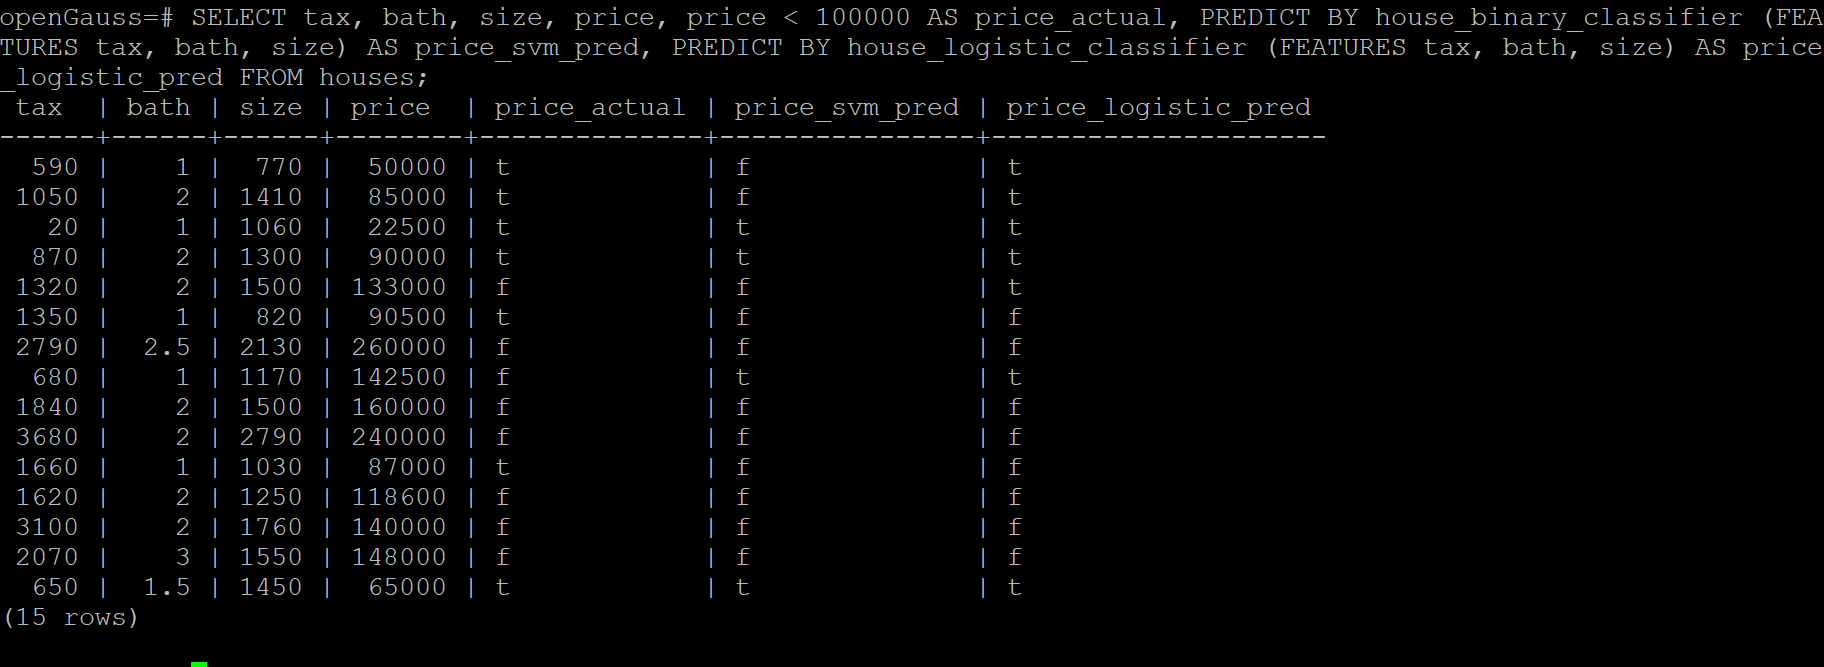 openGauss=# SELECT tax, bath, size, price, price < 100000 AS price_actual, PREDICT BY house_binary_classifier (FEA
TURES tax, bath, size) AS price_svm_pred, PREDICT BY house_logistic_classifier (FEATURES tax, bath, size) AS price
_logistic_pred FROM houses;
 tax  | bath | size | price  | price_actual | price_svm_pred | price_logistic_pred
------+------+------+--------+--------------+----------------+---------------------
  590 |    1 |  770 |  50000 | t            | f              | t
 1050 |    2 | 1410 |  85000 | t            | f              | t
   20 |    1 | 1060 |  22500 | t            | t              | t
  870 |    2 | 1300 |  90000 | t            | t              | t
 1320 |    2 | 1500 | 133000 | f            | f              | t
 1350 |    1 |  820 |  90500 | t            | f              | f
 2790 |  2.5 | 2130 | 260000 | f            | f              | f
  680 |    1 | 1170 | 142500 | f            | t              | t
 1840 |    2 | 1500 | 160000 | f            | f              | f
 3680 |    2 | 2790 | 240000 | f            | f              | f
 1660 |    1 | 1030 |  87000 | t            | f              | f
 1620 |    2 | 1250 | 118600 | f            | f              | f
 3100 |    2 | 1760 | 140000 | f            | f              | f
 2070 |    3 | 1550 | 148000 | f            | f              | f
  650 |  1.5 | 1450 |  65000 | t            | t              | t
(15 rows)